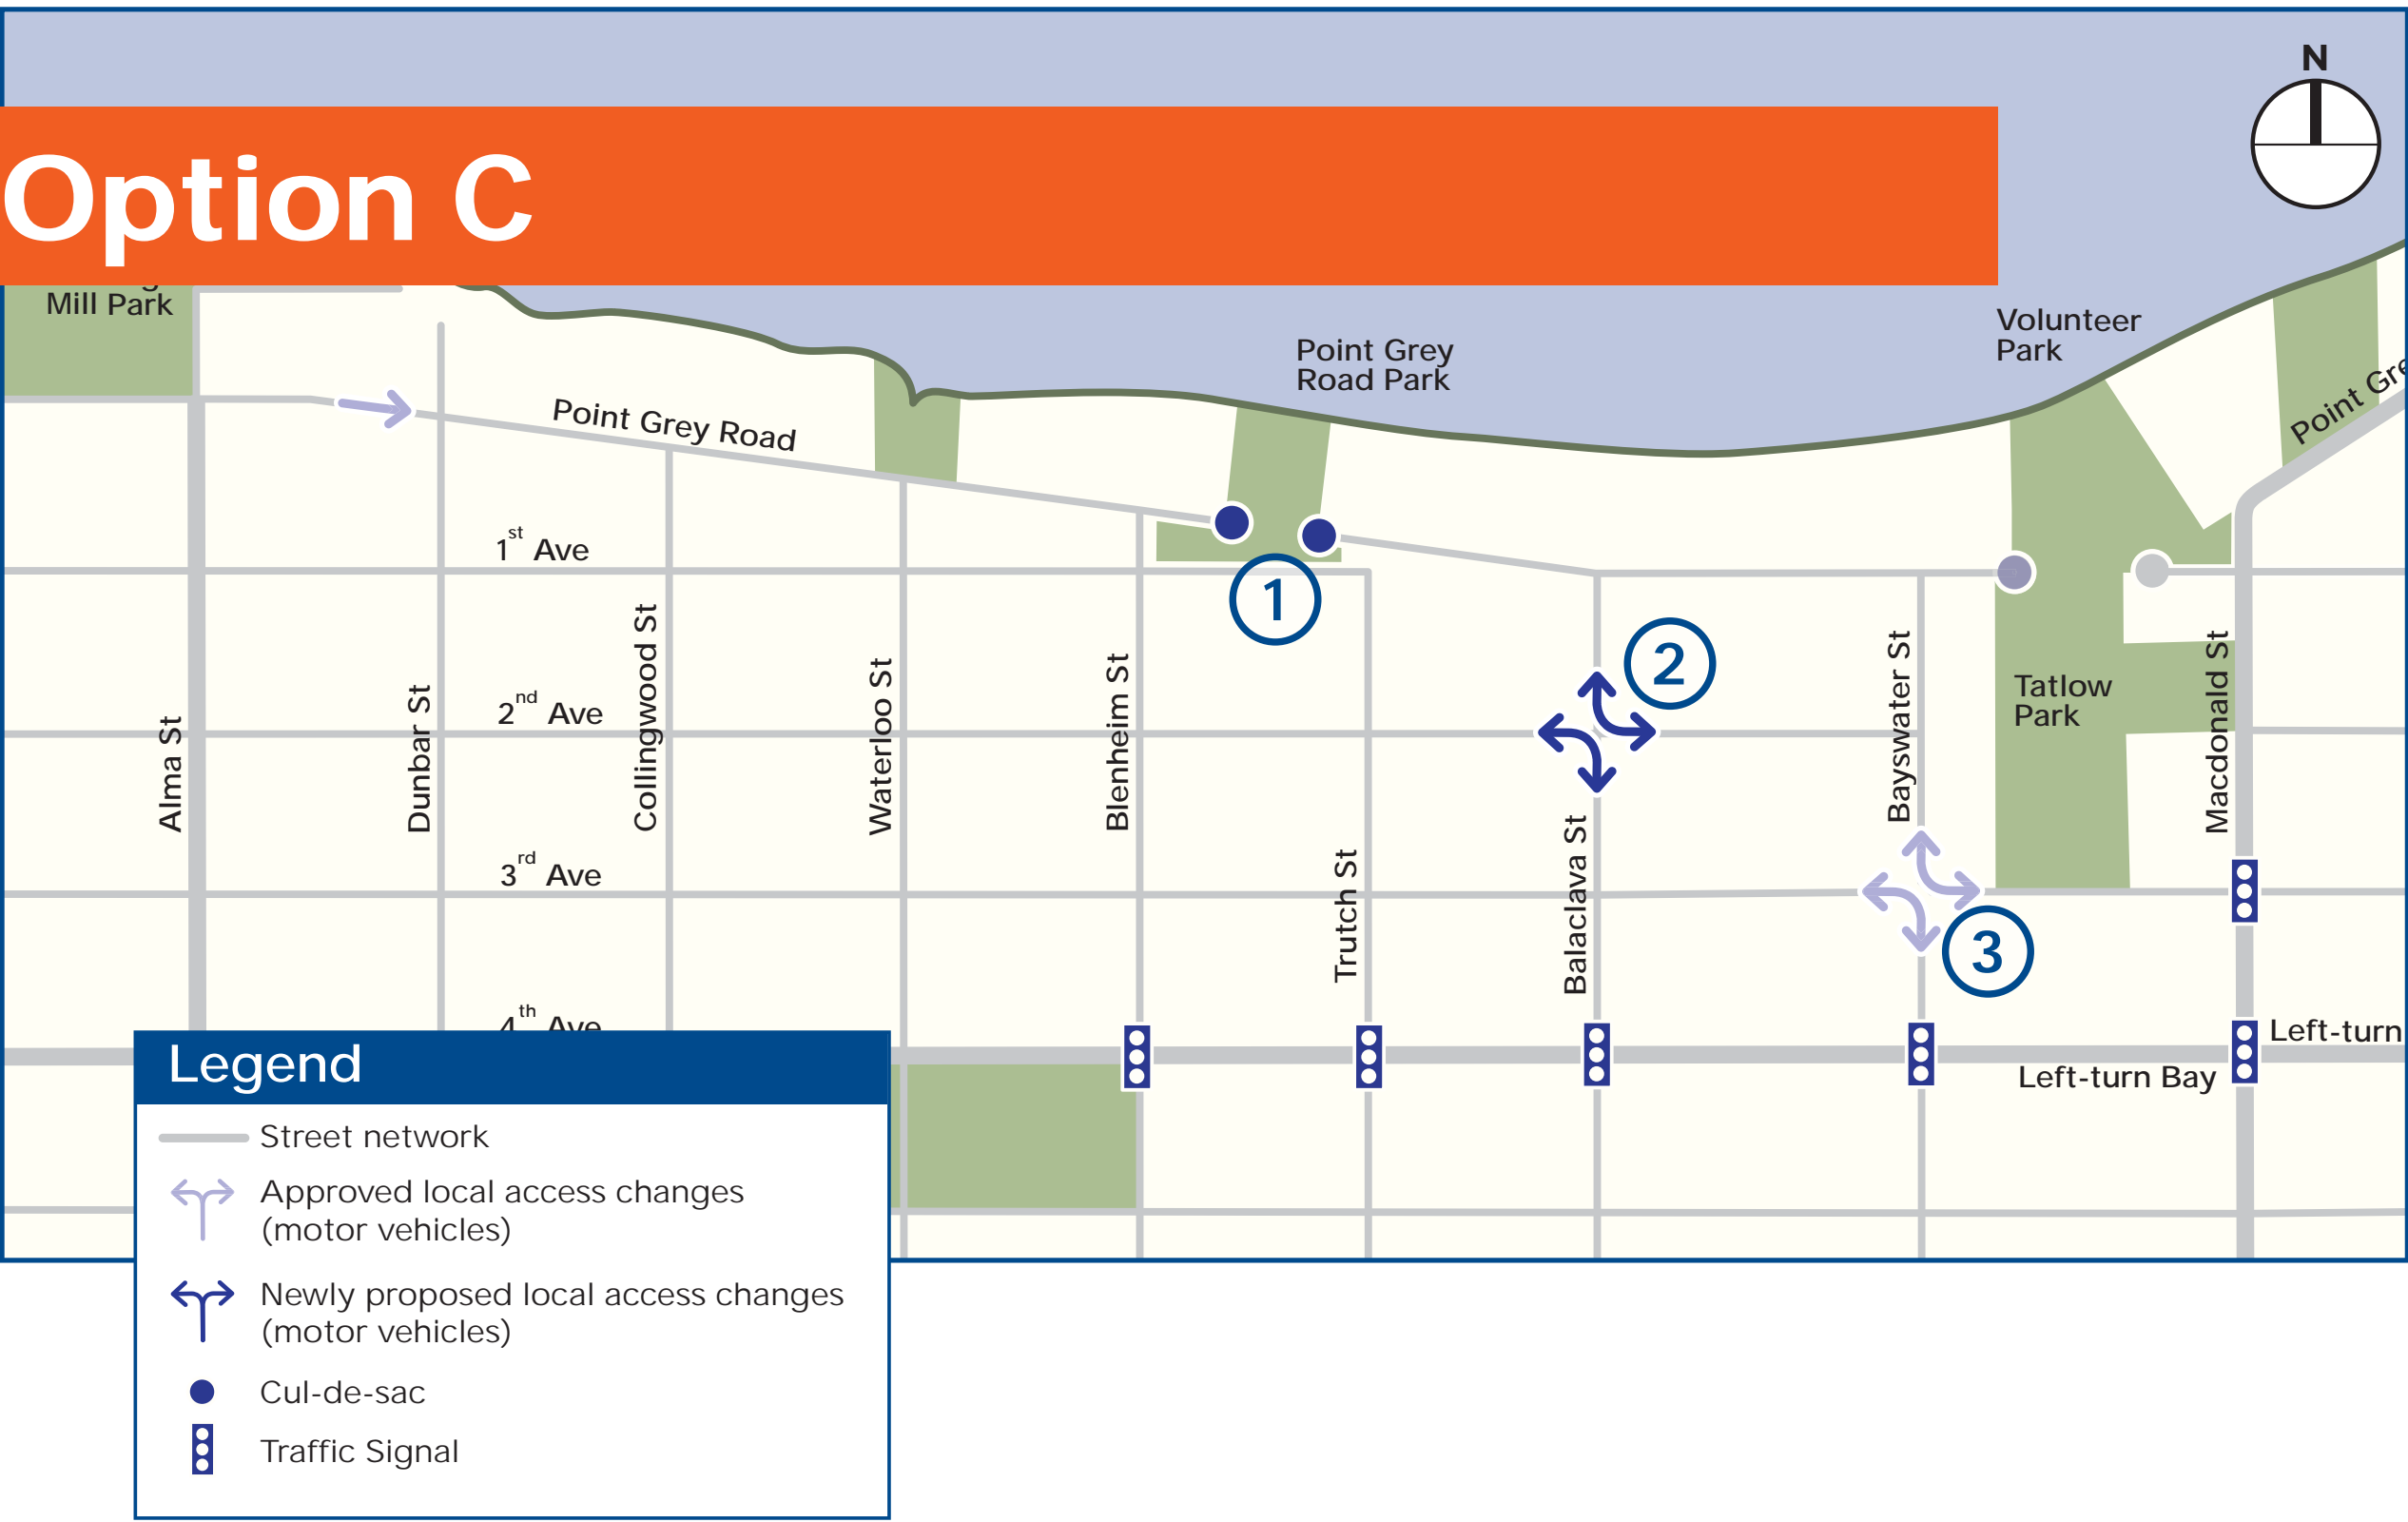 N
Option C
Mill Park
Volunteer
Park
Point Grey
Road Park
Point Grey Road
1st Ave
2nd Ave
3rd Ave
4th Ave
Alma St
Dunbar St
Collingwood St
Waterloo St
Blenheim St
Trutch St
Balaclava St
Bayswater St
Macdonald St
Tatlow
Park
1
2
3
Point Gre
Left-turn
Left-turn Bay
Legend
Street network
Approved local access changes
(motor vehicles)
Newly proposed local access changes
(motor vehicles)
Cul-de-sac
Traffic Signal